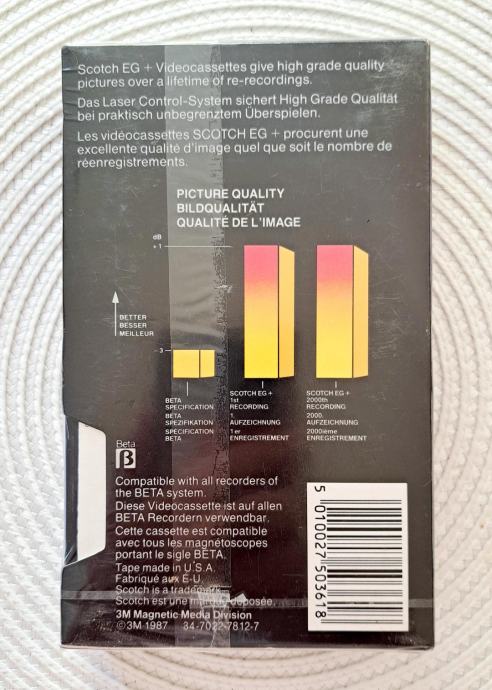 Scotch EG + Videocassettes give high grade quality
pictures over a lifetime of re-recordings.
Das Laser Control-System sichert High Grade Qualität
bei praktisch unbegrenztem Überspielen.
Les vidéocassettes SCOTCH EG + procurent une
excellente qualité d'image quel que soit le nombre de
réenregistrements.
PICTURE QUALITY
BILDQUALITÄT
QUALITÉ DE L'IMAGE
dB
+ 1
BETTER
BESSER
MEILLEUR
– 3
BETA
SPECIFICATION
BETA
SPEZIFIKATION
SPECIFICATION
BETA
SCOTCH EG +
1st
RECORDING
1.
AUFZEICHNUNG
1er
ENREGISTREMENT
SCOTCH EG +
2000th
RECORDING
2000.
AUFZEICHNUNG
2000ième
ENREGISTREMENT
Beta
β
Compatible with all recorders of
the BETA system.
Diese Videocassette ist auf allen
BETA Recordern verwendbar.
Cette cassette est compatible
avec tous les magnétoscopes
portant le sigle BETA.
Tape made in U.S.A.
Fabriqué aux E-U
Scotch is a trademark
Scotch est une marque déposée.
3M Magnetic Media Division
©3M 1987 34-7022-7812-7
5 010027 503618